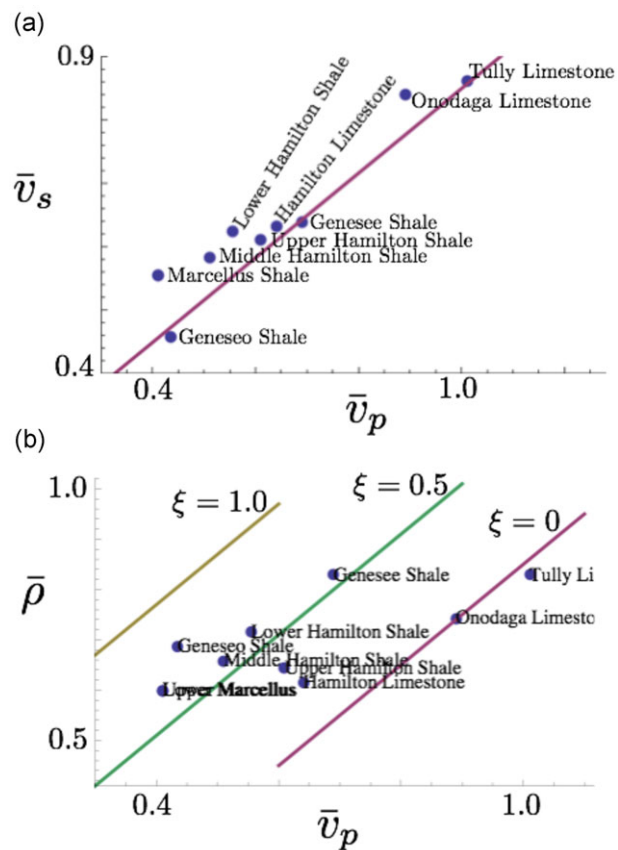 (a)
0.9
Tully Limestone
Onodaga Limestone
Lower Hamilton Shale
Hamilton Limestone
v̄ₛ
Genesee Shale
Upper Hamilton Shale
Middle Hamilton Shale
Marcellus Shale
Geneseo Shale
0.4
0.4
1.0
v̄ₚ
(b)
1.0
ξ = 1.0
ξ = 0.5
ξ = 0
ρ̄
Genesee Shale
Tully Li
Onodaga Limesto
Lower Hamilton Shale
Geneseo Shale
Middle Hamilton Shale
Upper Hamilton Shale
Hamilton Limestone
Upper Marcellus
0.5
0.4
1.0
v̄ₚ